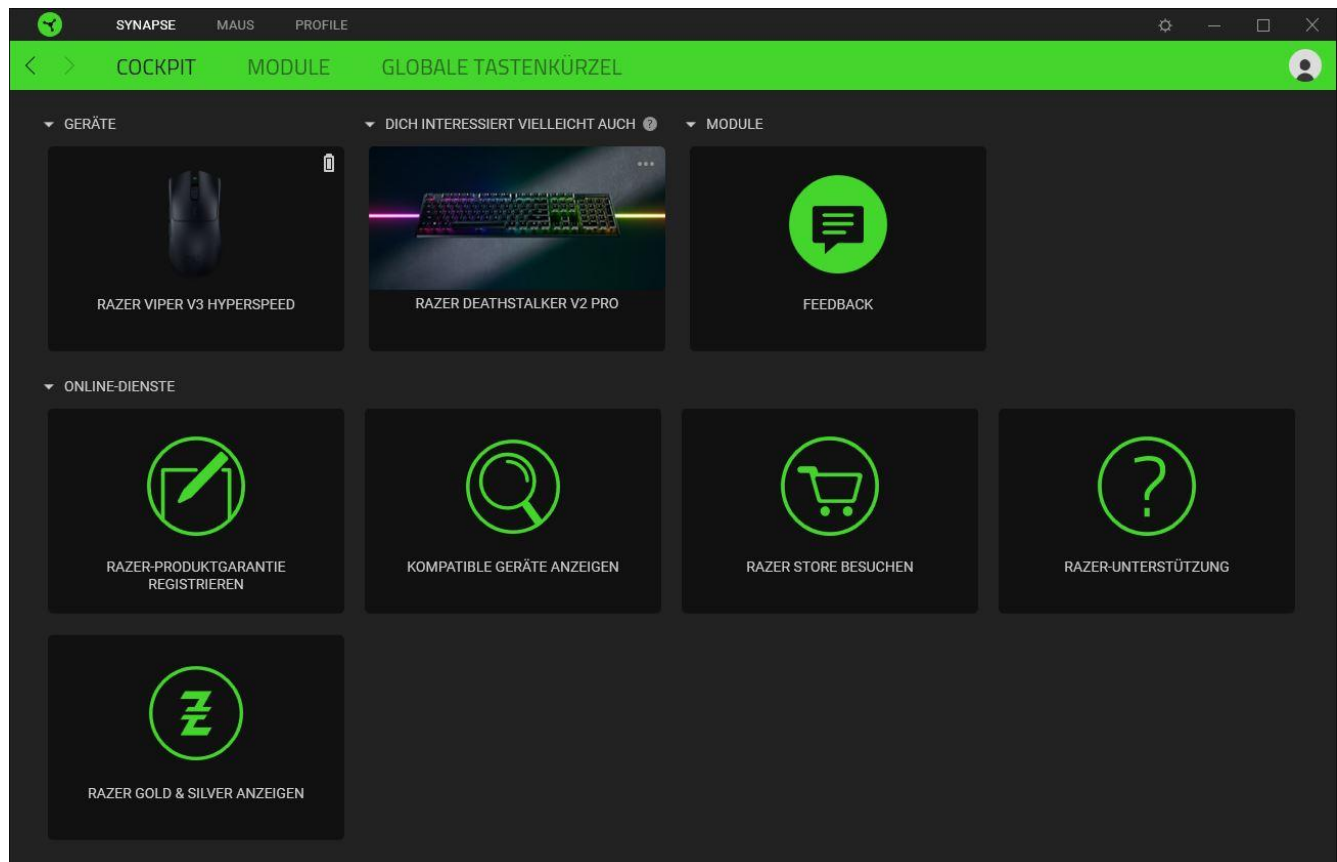 SYNAPSE MAUS PROFILE
COCKPIT MODULE GLOBALE TASTENKÜRZEL
GERÄTE
DICH INTERESSIERT VIELLEICHT AUCH
MODULE
RAZER VIPER V3 HYPERSPEED
RAZER DEATHSTALKER V2 PRO
FEEDBACK
ONLINE-DIENSTE
RAZER-PRODUKTGARANTIE
REGISTRIEREN
KOMPATIBLE GERÄTE ANZEIGEN
RAZER STORE BESUCHEN
RAZER-UNTERSTÜTZUNG
RAZER GOLD & SILVER ANZEIGEN